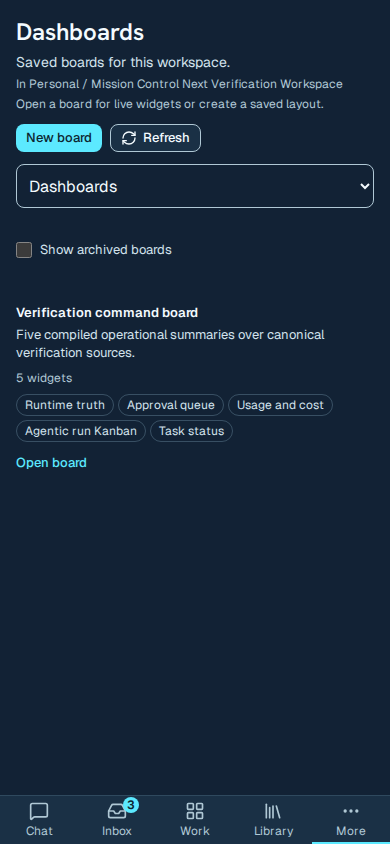 Dashboards
Saved boards for this workspace.
In Personal / Mission Control Next Verification Workspace
Open a board for live widgets or create a saved layout.
New board
Refresh
Dashboards
Show archived boards
Verification command board
Five compiled operational summaries over canonical
verification sources.
5 widgets
Runtime truth
Approval queue
Usage and cost
Agentic run Kanban
Task status
Open board
3
Chat
Inbox
Work
Library
More